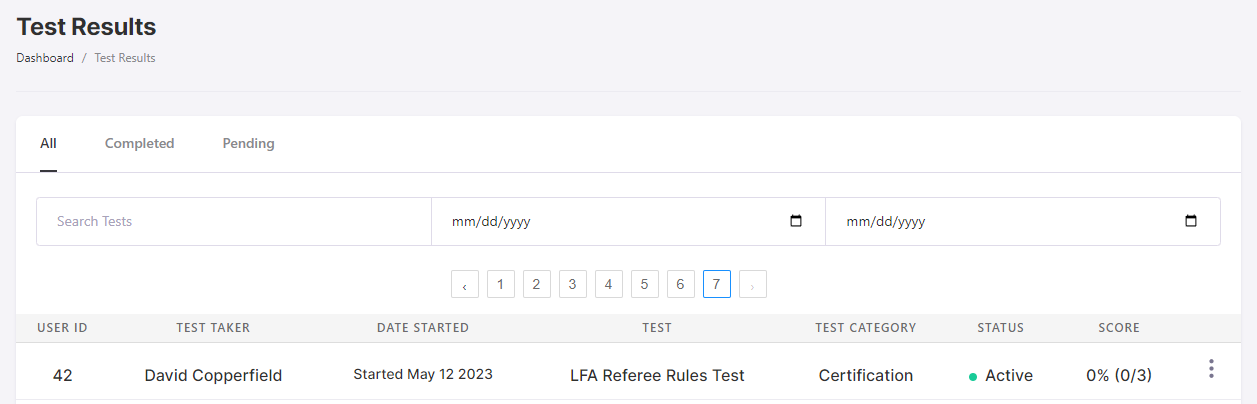 Test Results
Dashboard / Test Results
All Completed Pending
Search Tests mm/dd/yyyy mm/dd/yyyy
‹ 1 2 3 4 5 6 7 ›
USER ID TEST TAKER DATE STARTED TEST TEST CATEGORY STATUS SCORE
42 David Copperfield Started May 12 2023 LFA Referee Rules Test Certification Active 0% (0/3)